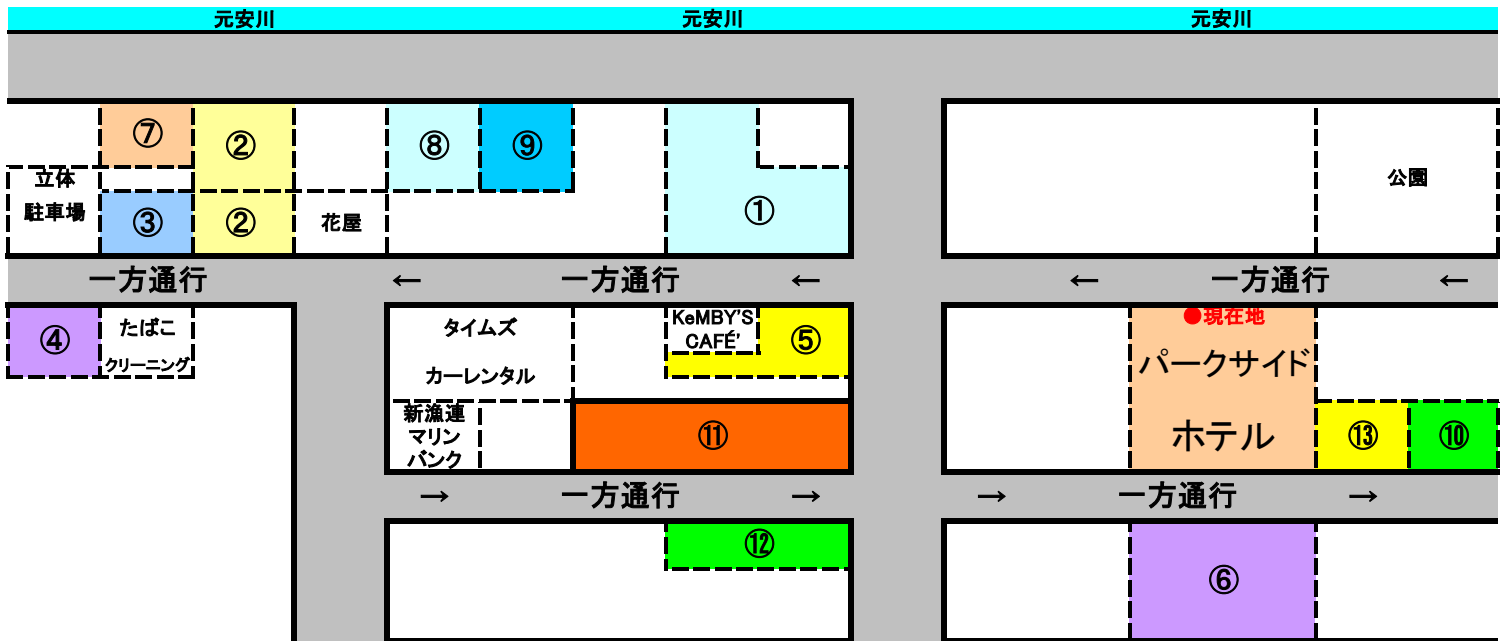 元安川
元安川
元安川
⑦
②
⑧
⑨
立体
駐車場
③
②
花屋
①
公園
一方通行
←
一方通行
←
←
一方通行
←
④
たばこ
クリーニング
タイムズ
カーレンタル
KeMBY'S
CAFÉ'
⑤
●現在地
パークサイド
ホテル
新漁連
マリン
バンク
⑪
⑬
⑩
→
一方通行
→
→
一方通行
→
⑫
⑥